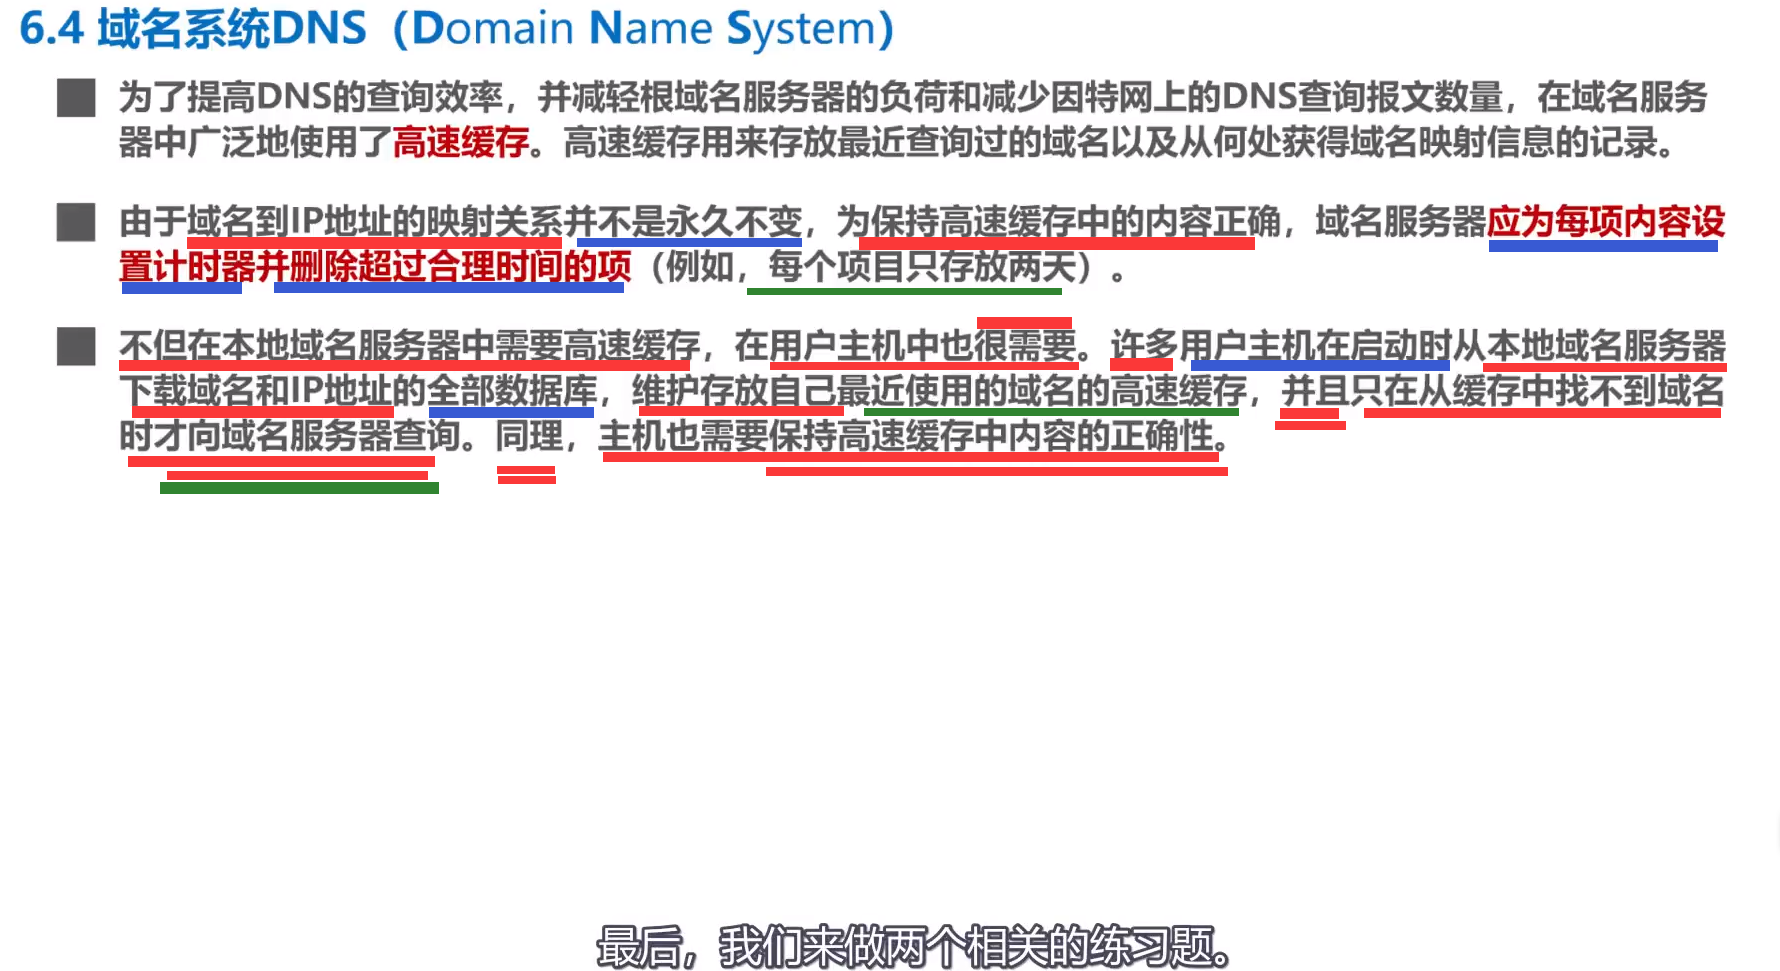 6.4 域名系统DNS（Domain Name System）
为了提高DNS的查询效率，并减轻根域名服务器的负荷和减少因特网上的DNS查询报文数量，在域名服务
器中广泛地使用了高速缓存。高速缓存用来存放最近查询过的域名以及从何处获得域名映射信息的记录。
由于域名到IP地址的映射关系并不是永久不变，为保持高速缓存中的内容正确，域名服务器应为每项内容设
置计时器并删除超过合理时间的项（例如，每个项目只存放两天）。
不但在本地域名服务器中需要高速缓存，在用户主机中也很需要。许多用户主机在启动时从本地域名服务器
下载域名和IP地址的全部数据库，维护存放自己最近使用的域名的高速缓存，并且只在从缓存中找不到域名
时才向域名服务器查询。同理，主机也需要保持高速缓存中内容的正确性。
最后，我们来做两个相关的练习题。